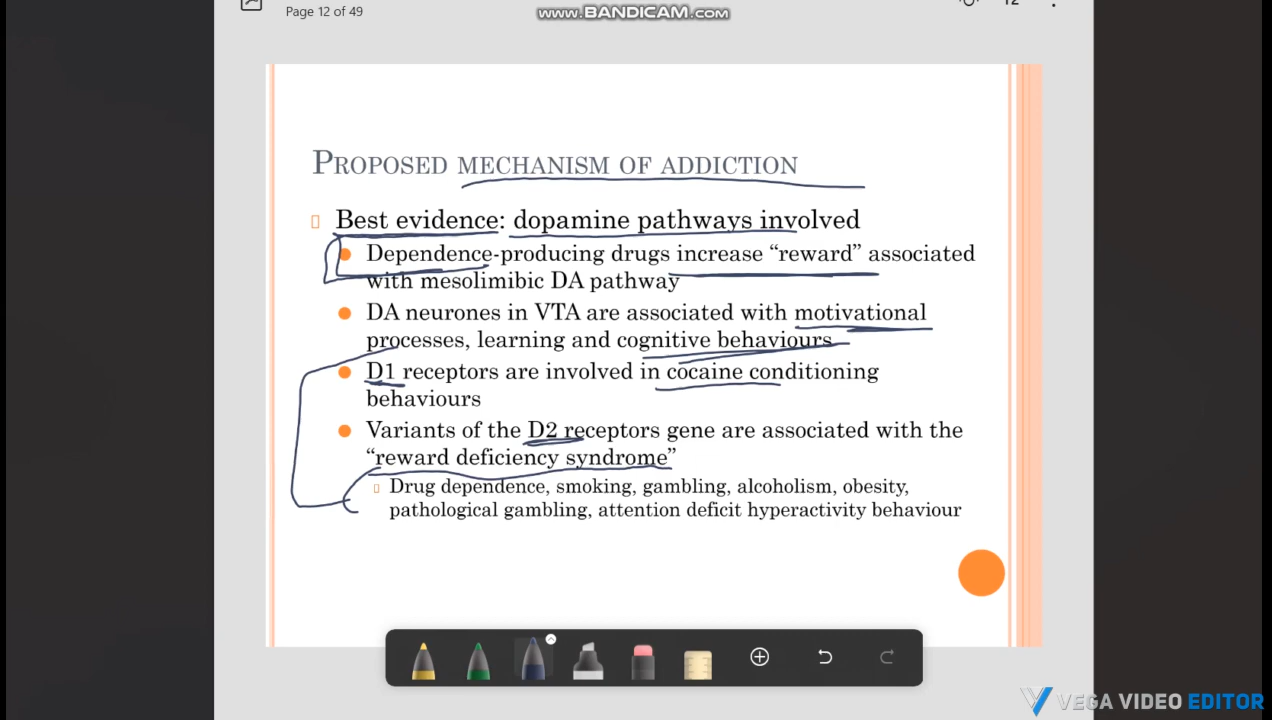 Page 12 of 49
www.BANDICAM.com
PROPOSED MECHANISM OF ADDICTION
Best evidence: dopamine pathways involved
Dependence-producing drugs increase “reward” associated
with mesolimibic DA pathway
DA neurones in VTA are associated with motivational
processes, learning and cognitive behaviours
D1 receptors are involved in cocaine conditioning
behaviours
Variants of the D2 receptors gene are associated with the
“reward deficiency syndrome”
Drug dependence, smoking, gambling, alcoholism, obesity,
pathological gambling, attention deficit hyperactivity behaviour
VEGA VIDEO EDITOR